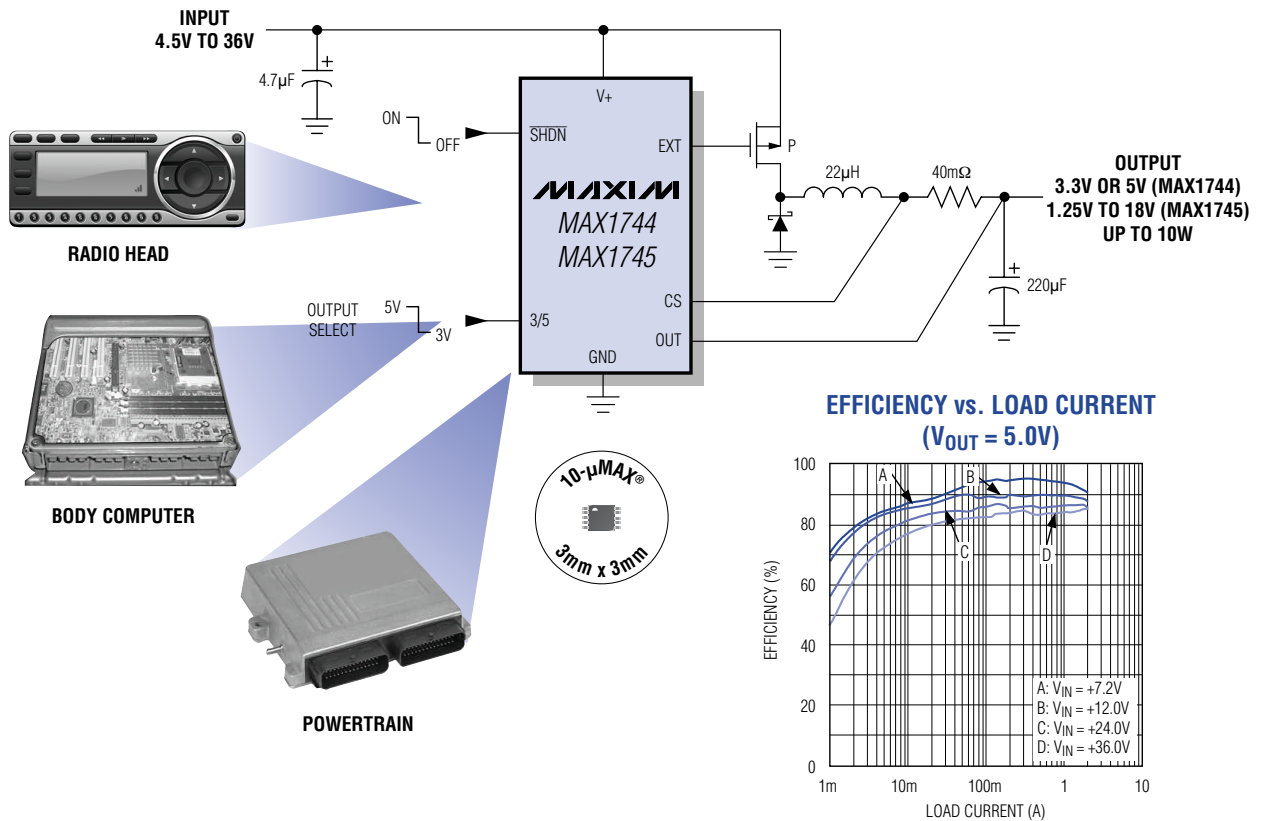 INPUT
4.5V TO 36V
4.7µF
+
ON
OFF
RADIO HEAD
V+
SHDN
EXT
MAXIM
MAX1744
MAX1745
CS
3/5
OUT
GND
P
22µH
40mΩ
OUTPUT
3.3V OR 5V (MAX1744)
1.25V TO 18V (MAX1745)
UP TO 10W
+
220µF
OUTPUT
SELECT
5V
3V
BODY COMPUTER
POWERTRAIN
10-µMAX®
3mm x 3mm
EFFICIENCY vs. LOAD CURRENT
(VOUT = 5.0V)
EFFICIENCY (%)
100
80
60
40
20
0
A
B
C
D
A: VIN = +7.2V
B: VIN = +12.0V
C: VIN = +24.0V
D: VIN = +36.0V
1m
10m
100m
1
10
LOAD CURRENT (A)